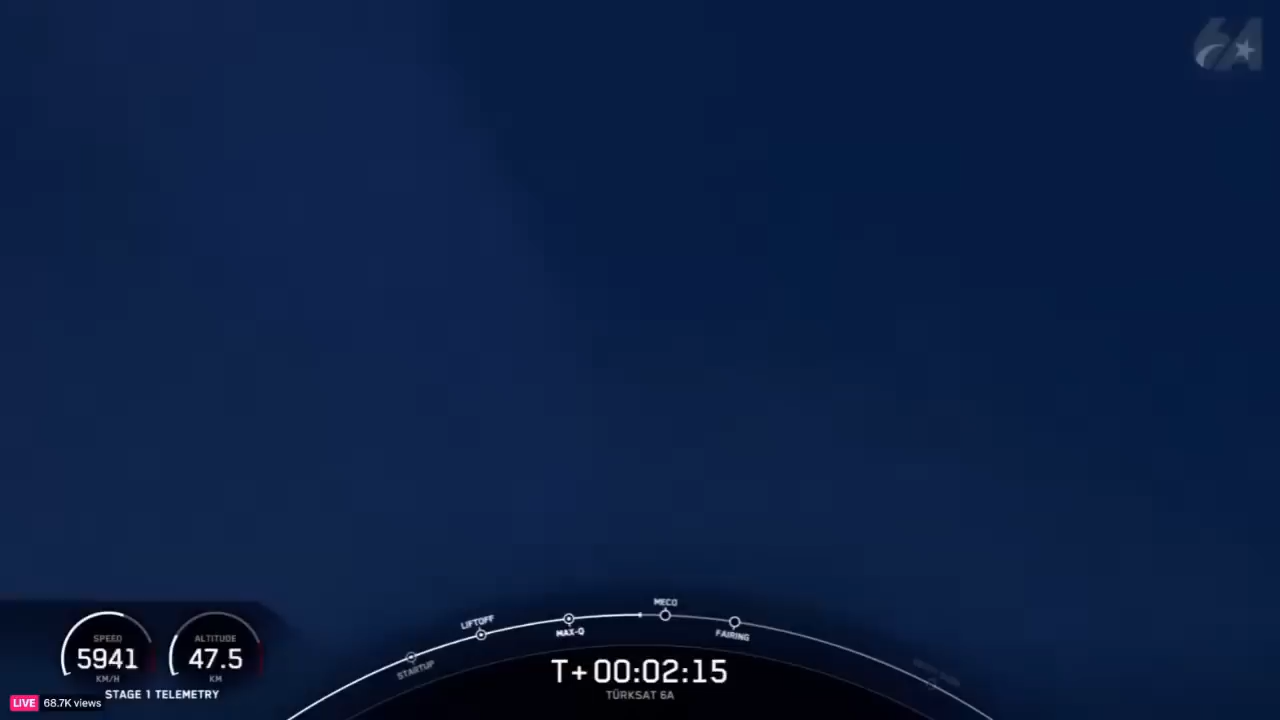 6A
LIFTOFF
MAX-Q
MECO
FAIRING
STARTUP
SPEED
5941
KM/H
ALTITUDE
47.5
KM
STAGE 1 TELEMETRY
T+00:02:15
TÜRKSAT 6A
LIVE 68.7K views